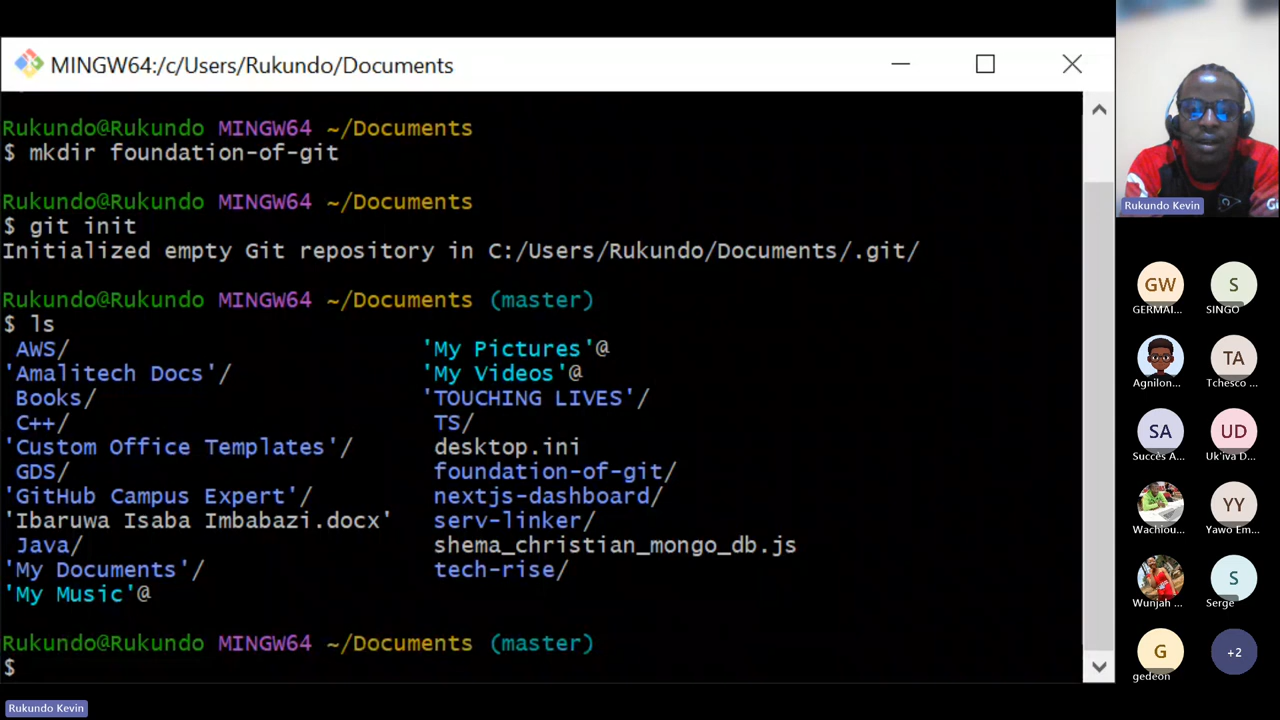 MINGW64:/c/Users/Rukundo/Documents
Rukundo@Rukundo MINGW64 ~/Documents
$ mkdir foundation-of-git
Rukundo@Rukundo MINGW64 ~/Documents
$ git init
Initialized empty Git repository in C:/Users/Rukundo/Documents/.git/
Rukundo@Rukundo MINGW64 ~/Documents (master)
$ ls
AWS/ 'My Pictures'@
'Amalitech Docs'/ 'My Videos'@
Books/ 'TOUCHING LIVES'/
C++/ TS/
'Custom Office Templates'/ desktop.ini
GDS/ foundation-of-git/
'GitHub Campus Expert'/ nextjs-dashboard/
'Ibaruwa Isaba Imbabazi.docx' serv-linker/
Java/ shema_christian_mongo_db.js
'My Documents'/ tech-rise/
'My Music'@
Rukundo@Rukundo MINGW64 ~/Documents (master)
$
Rukundo Kevin
Rukundo Kevin
GW S
GERMAI... SINGO
TA
Agnilon... Tchesco ...
SA UD
Succès A... Uk'iva D...
YY
Wachiou... Yawo Em...
S
Wunjah ... Serge
G +2
gedeon